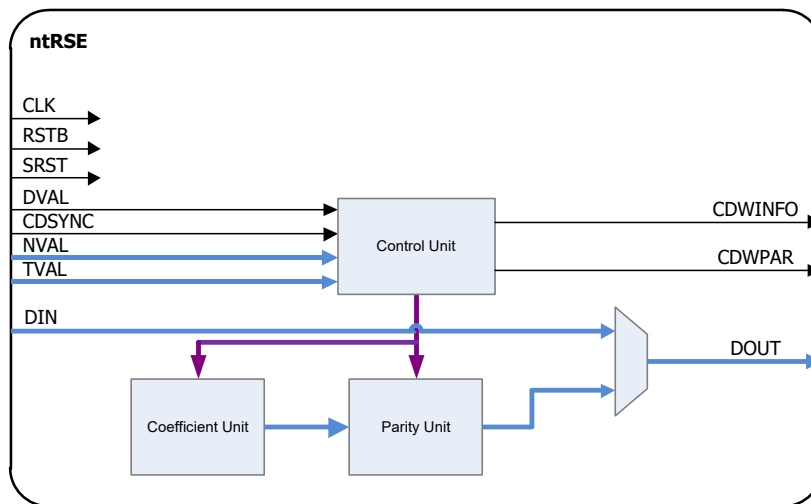 ntRSE
CLK
RSTB
SRST
DVAL
CDSYNC
NVAL
TVAL
Control Unit
CDWINFO
CDWPAR
DIN
DOUT
Coefficient Unit
Parity Unit